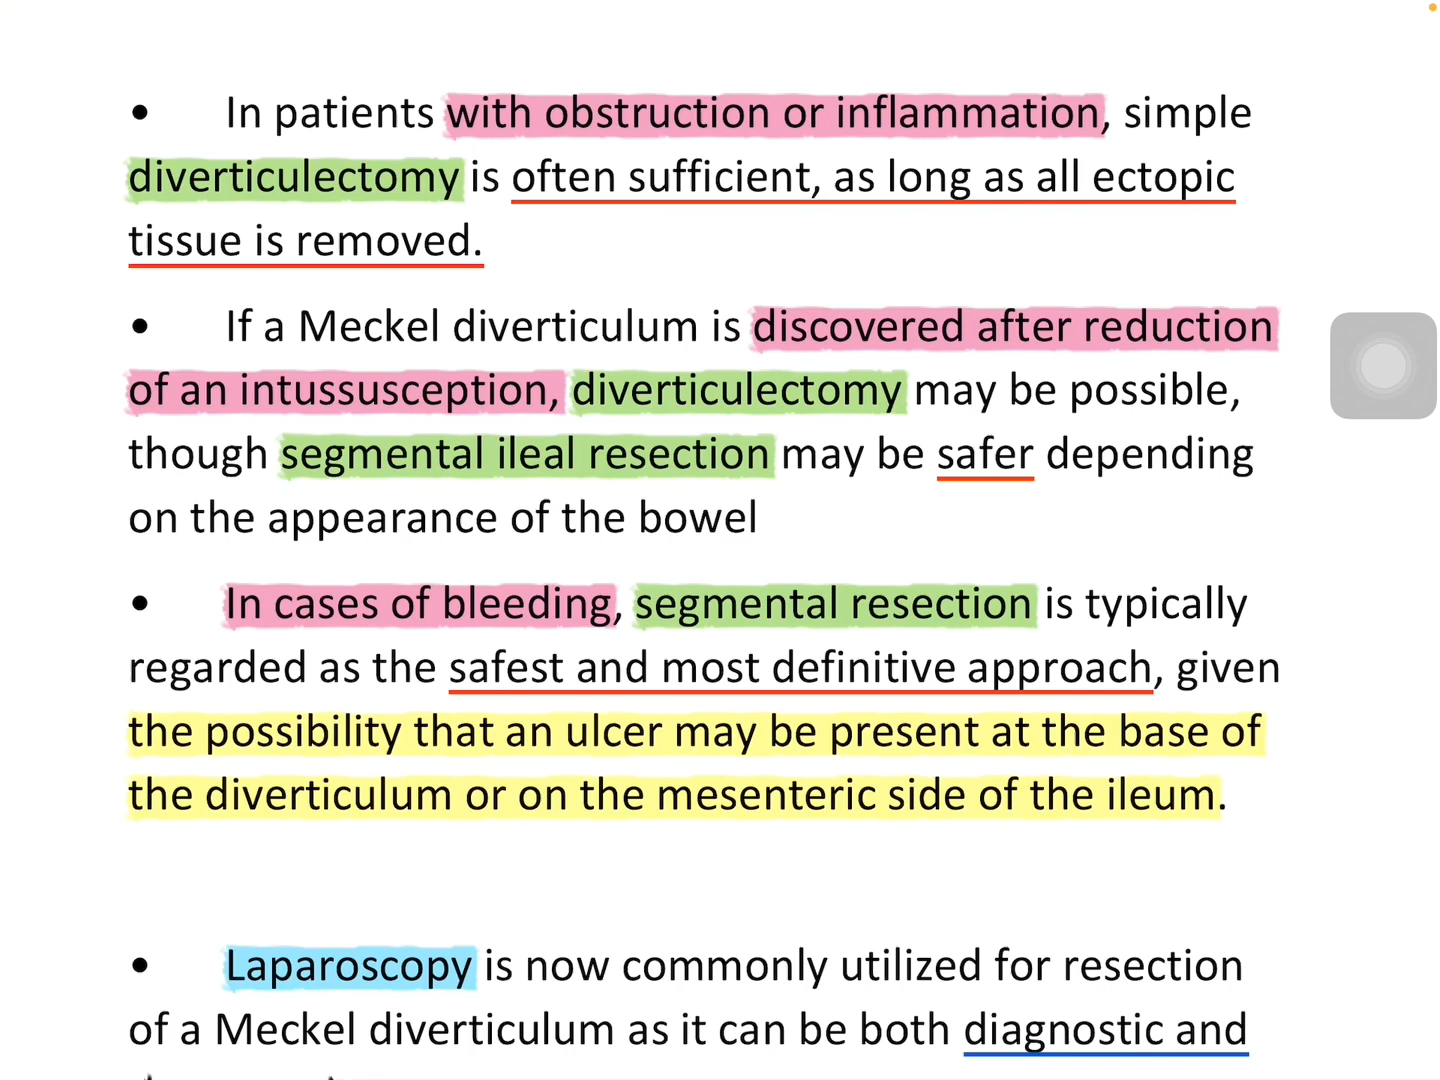 • In patients with obstruction or inflammation, simple
diverticulectomy is often sufficient, as long as all ectopic
tissue is removed.
• If a Meckel diverticulum is discovered after reduction
of an intussusception, diverticulectomy may be possible,
though segmental ileal resection may be safer depending
on the appearance of the bowel
• In cases of bleeding, segmental resection is typically
regarded as the safest and most definitive approach, given
the possibility that an ulcer may be present at the base of
the diverticulum or on the mesenteric side of the ileum.
• Laparoscopy is now commonly utilized for resection
of a Meckel diverticulum as it can be both diagnostic and